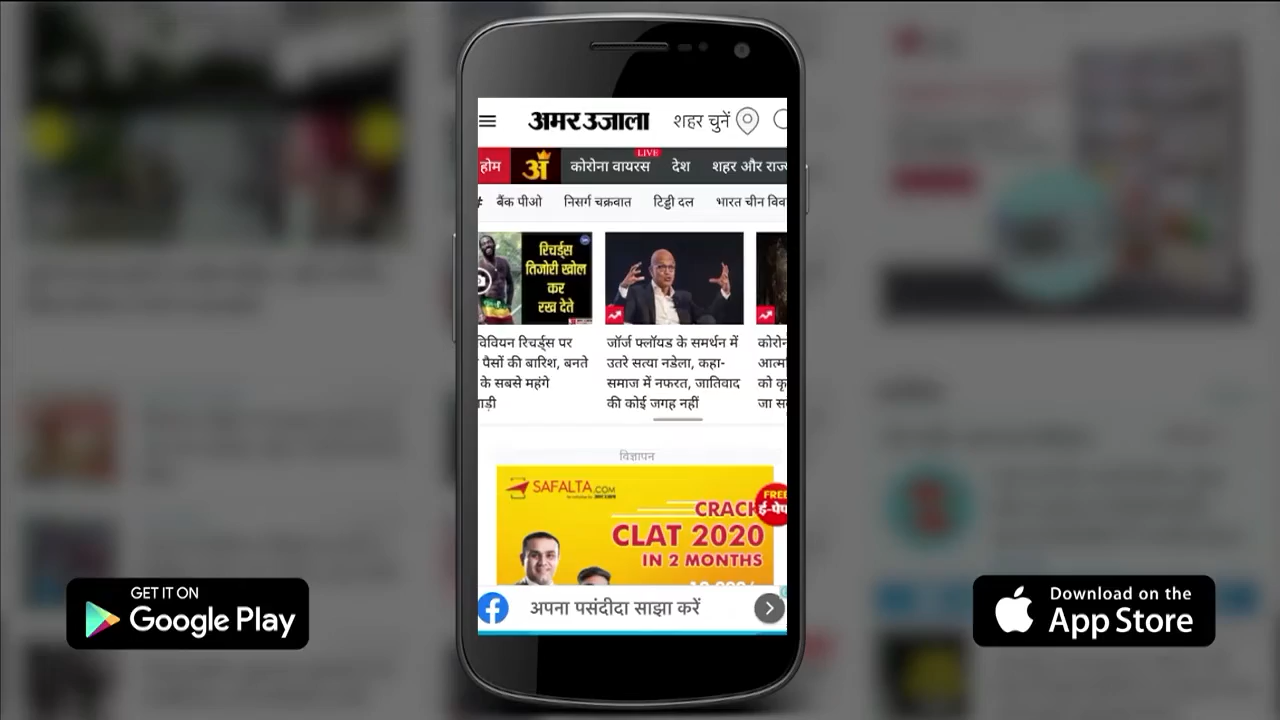 अमर उजाला
शहर चुनें
LIVE
होम
अ
कोरोना वायरस
देश
शहर और राज्
# बैंक पीओ
निसर्ग चक्रवात
टिड्डी दल
भारत चीन विवा
रिचर्ड्स
तिजोरी खोल
कर
रख देते
विवियन रिचर्ड्स पर
पैसों की बारिश, बनते
के सबसे महंगे
जॉर्ज फ्लॉयड के समर्थन में
उतरे सत्या नडेला, कहा-
समाज में नफरत, जातिवाद
की कोई जगह नहीं
विज्ञापन
SAFALTA.COM
CRACK
CLAT 2020
IN 2 MONTHS
FREE
ई-पेप
अपना पसंदीदा साझा करें
GET IT ON
Google Play
Download on the
App Store